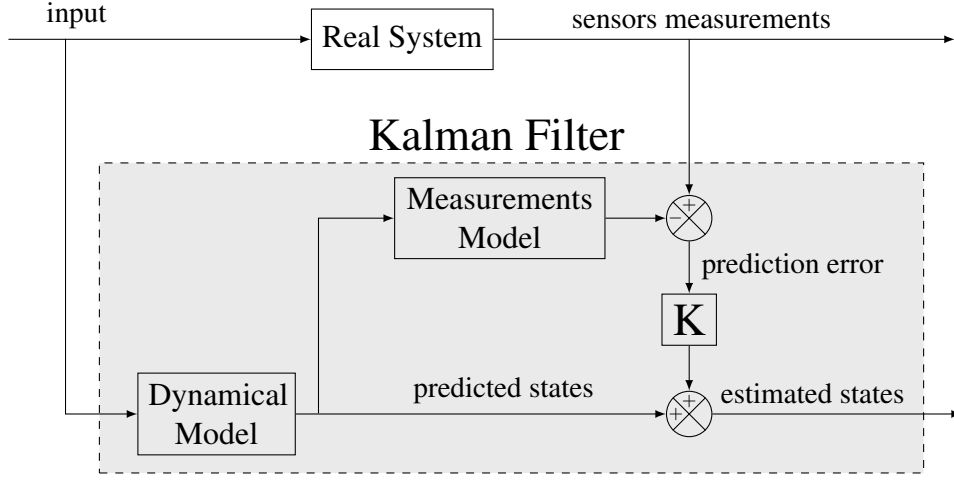 input
Real System
sensors measurements
Kalman Filter
Measurements
Model
+
−
prediction error
K
Dynamical
Model
predicted states
+
+
estimated states